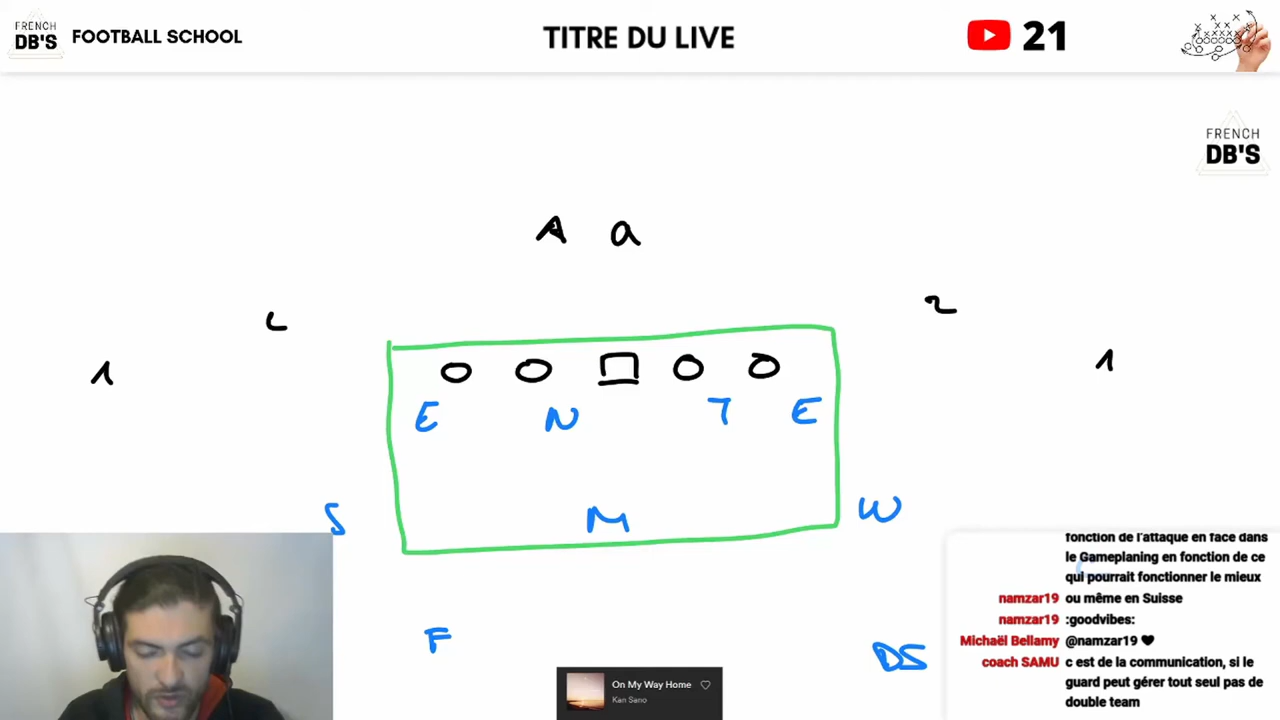 FRENCH
DB'S
FOOTBALL SCHOOL
TITRE DU LIVE
21
FRENCH
DB'S
A a
2
1
1
E N T E
S M W
F
DS
fonction de l'attaque en face dans
le Gameplaning en fonction de ce
qui pourrait fonctionner le mieux
namzar19 ou même en Suisse
namzar19 :goodvibes:
Michaël Bellamy @namzar19
coach SAMU c est de la communication, si le
guard peut gérer tout seul pas de
double team
On My Way Home
Kan Sano